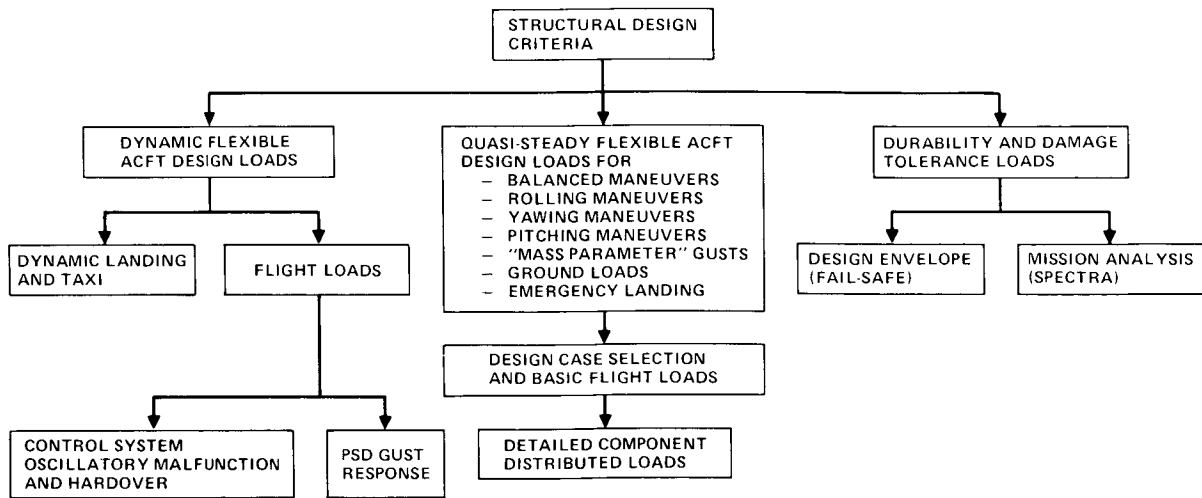 STRUCTURAL DESIGN
CRITERIA
DYNAMIC FLEXIBLE
ACFT DESIGN LOADS
QUASI-STEADY FLEXIBLE ACFT
DESIGN LOADS FOR
– BALANCED MANEUVERS
– ROLLING MANEUVERS
– YAWING MANEUVERS
– PITCHING MANEUVERS
– "MASS PARAMETER" GUSTS
– GROUND LOADS
– EMERGENCY LANDING
DURABILITY AND DAMAGE
TOLERANCE LOADS
DYNAMIC LANDING
AND TAXI
FLIGHT LOADS
DESIGN ENVELOPE
(FAIL-SAFE)
MISSION ANALYSIS
(SPECTRA)
DESIGN CASE SELECTION
AND BASIC FLIGHT LOADS
CONTROL SYSTEM
OSCILLATORY MALFUNCTION
AND HARDOVER
PSD GUST
RESPONSE
DETAILED COMPONENT
DISTRIBUTED LOADS